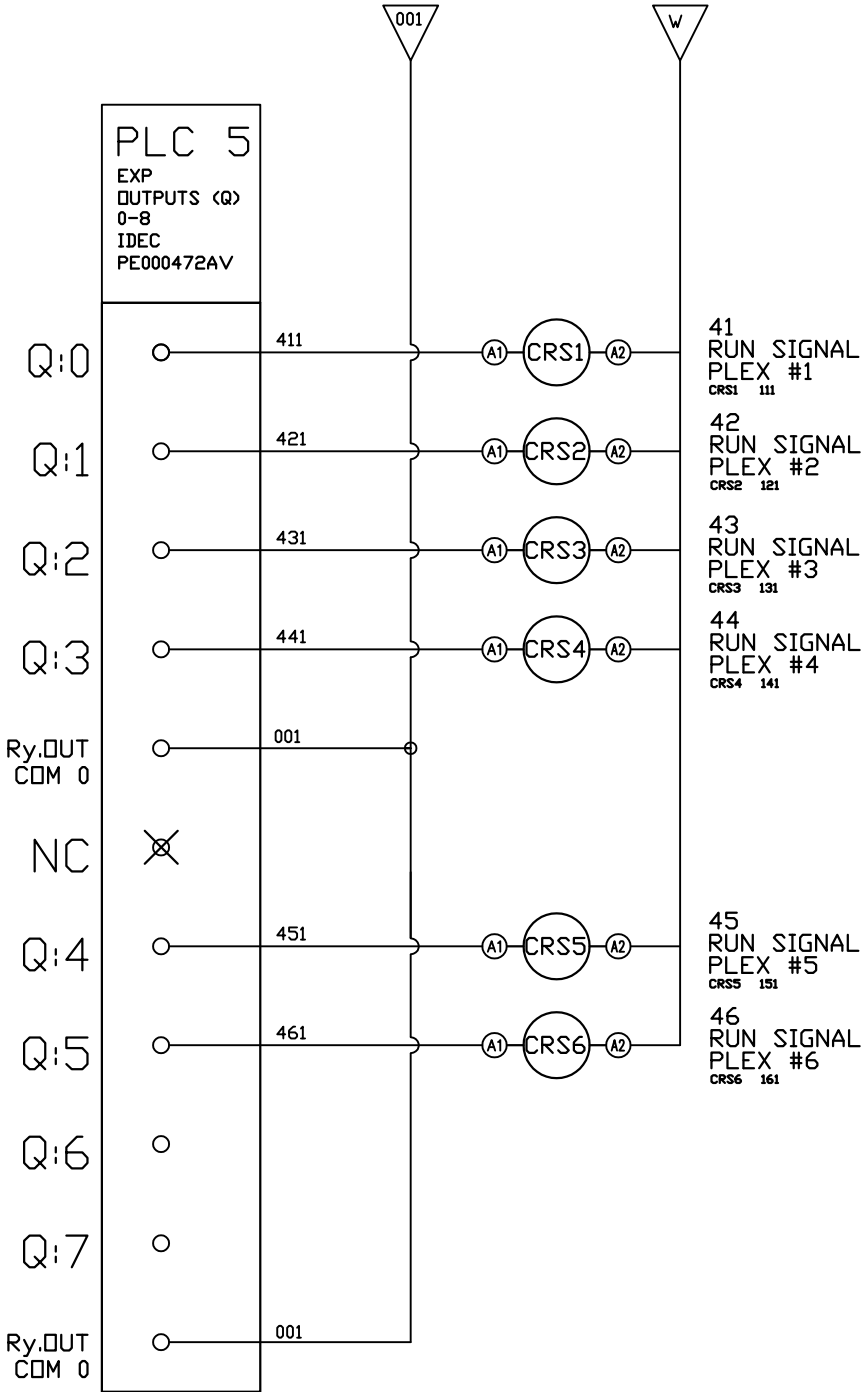 001
W
PLC 5
EXP
OUTPUTS (Q)
0-8
IDEC
PE000472AV
Q:0
411
A1
CRS1
A2
41
RUN SIGNAL
PLEX #1
CRS1 111
Q:1
421
A1
CRS2
A2
42
RUN SIGNAL
PLEX #2
CRS2 121
Q:2
431
A1
CRS3
A2
43
RUN SIGNAL
PLEX #3
CRS3 131
Q:3
441
A1
CRS4
A2
44
RUN SIGNAL
PLEX #4
CRS4 141
Ry.OUT
COM 0
001
NC
Q:4
451
A1
CRS5
A2
45
RUN SIGNAL
PLEX #5
CRS5 151
Q:5
461
A1
CRS6
A2
46
RUN SIGNAL
PLEX #6
CRS6 161
Q:6
Q:7
Ry.OUT
COM 0
001